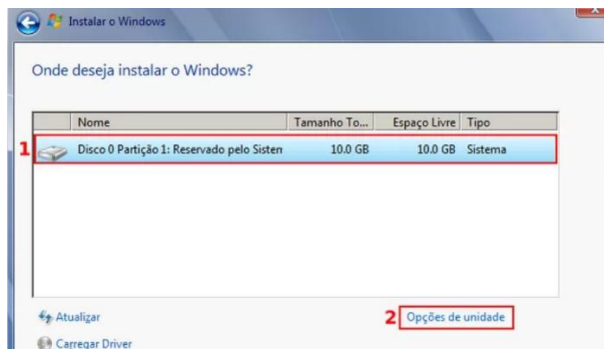 Instalar o Windows
Onde deseja instalar o Windows?
Nome Tamanho To... Espaço Livre Tipo
1 Disco 0 Partição 1: Reservado pelo Sisten 10.0 GB 10.0 GB Sistema
Atualizar 2 Opções de unidade
Carregar Driver